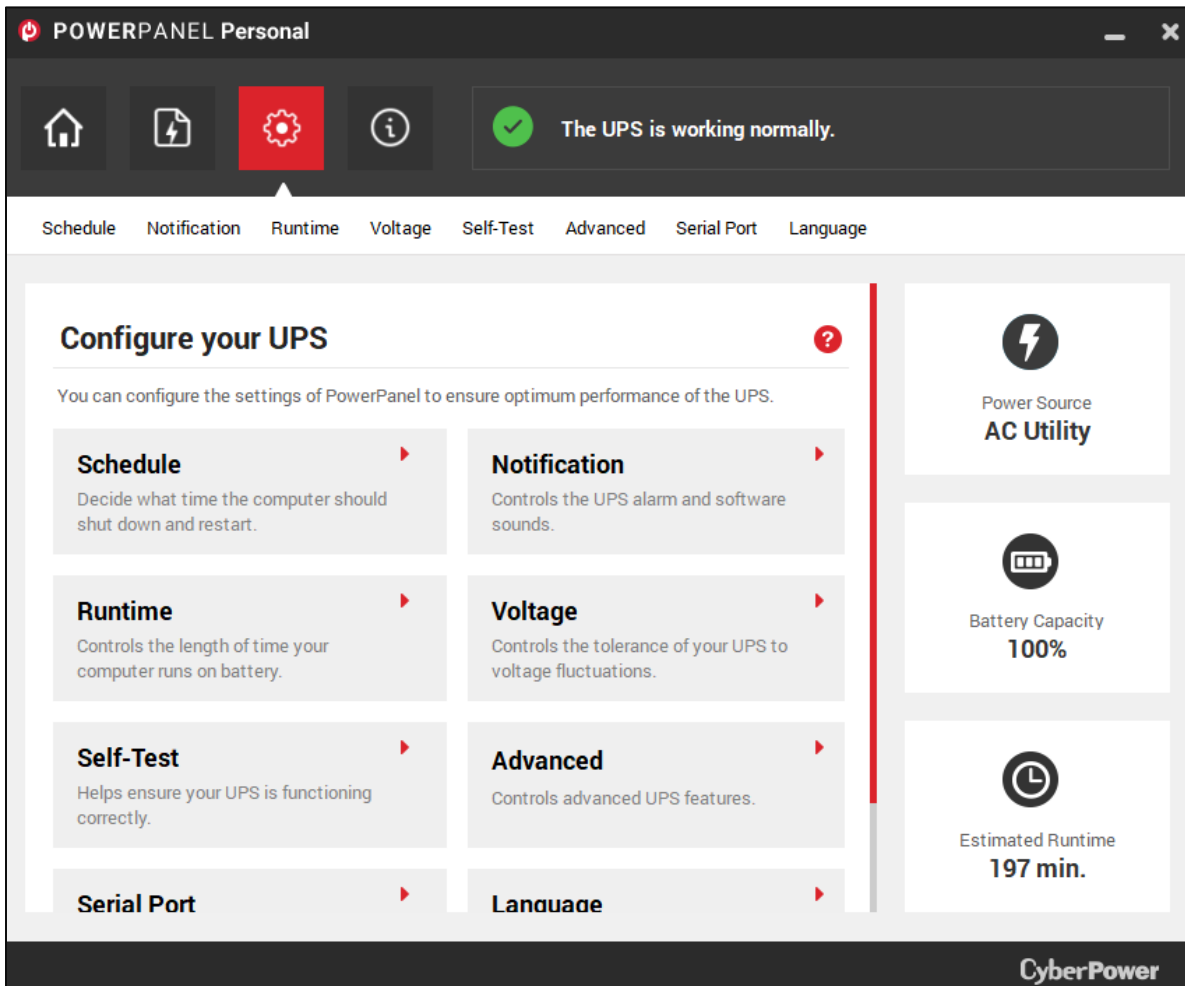 POWERPANEL Personal
The UPS is working normally.
Schedule Notification Runtime Voltage Self-Test Advanced Serial Port Language
Configure your UPS
?
You can configure the settings of PowerPanel to ensure optimum performance of the UPS.
Schedule
Decide what time the computer should
shut down and restart.
Notification
Controls the UPS alarm and software
sounds.
Runtime
Controls the length of time your
computer runs on battery.
Voltage
Controls the tolerance of your UPS to
voltage fluctuations.
Self-Test
Helps ensure your UPS is functioning
correctly.
Advanced
Controls advanced UPS features.
Serial Port
Language
Power Source
AC Utility
Battery Capacity
100%
Estimated Runtime
197 min.
CyberPower